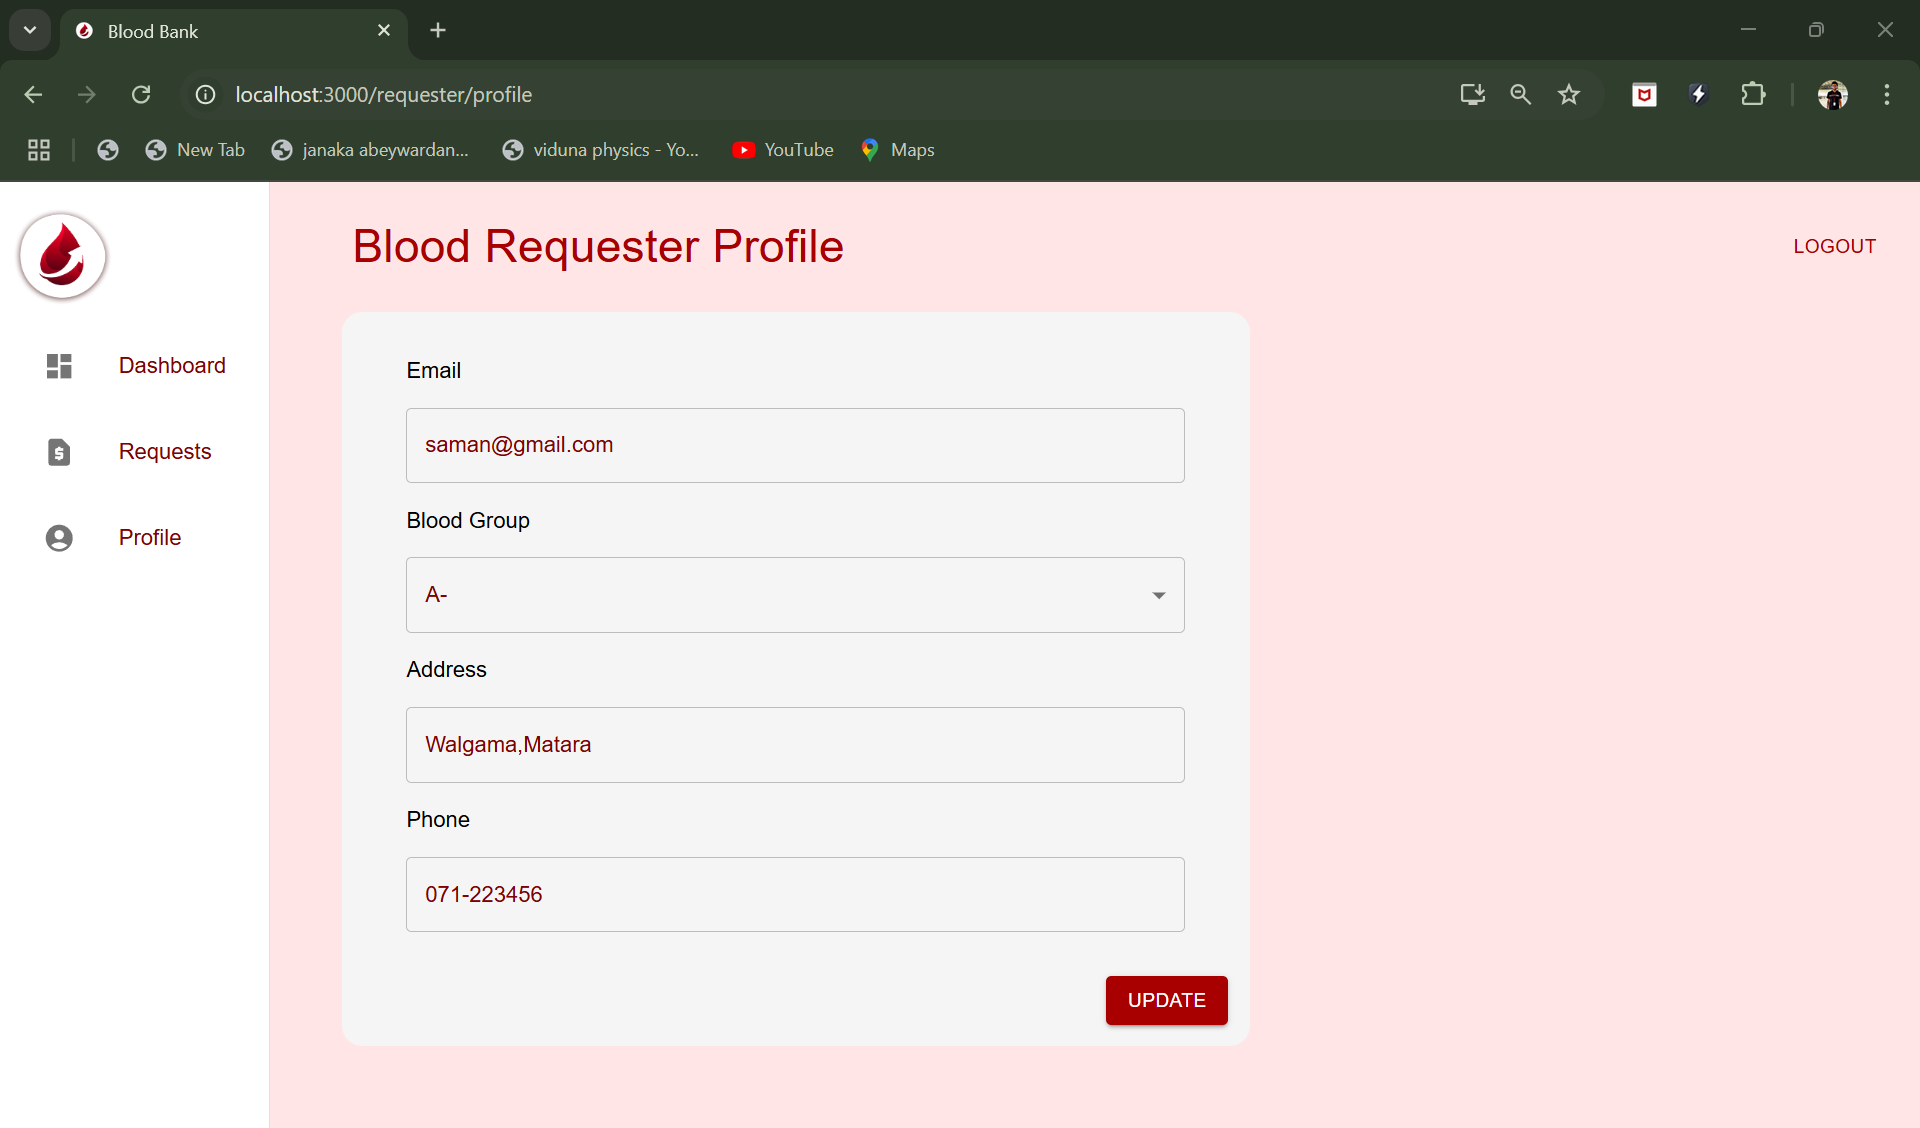 Blood Bank
localhost:3000/requester/profile
New Tab
janaka abeywardan...
viduna physics - Yo...
YouTube
Maps
Blood Requester Profile
LOGOUT
Dashboard
Requests
Profile
Email
saman@gmail.com
Blood Group
A-
Address
Walgama,Matara
Phone
071-223456
UPDATE